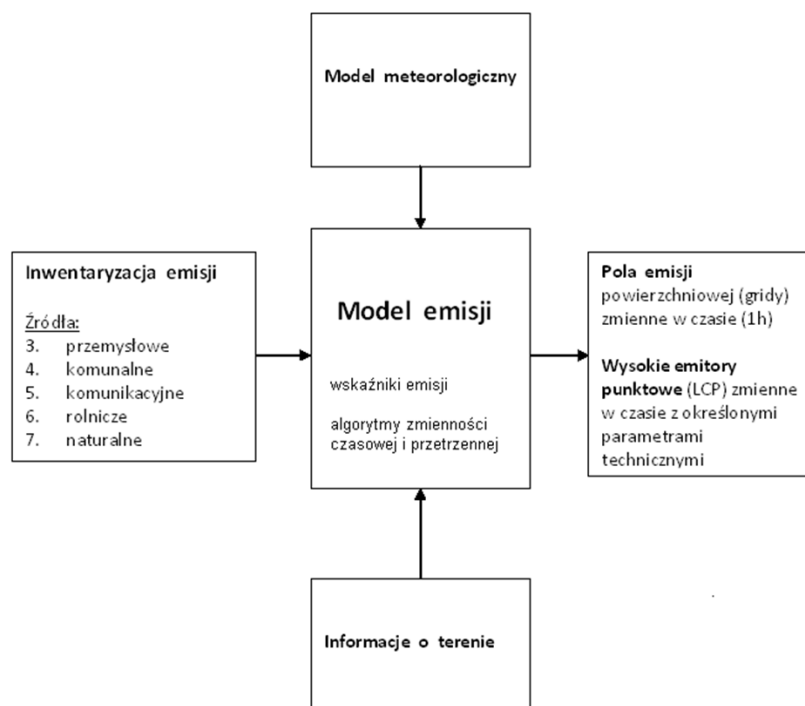 Model meteorologiczny
Inwentaryzacja emisji
Źródła:
3. przemysłowe
4. komunalne
5. komunikacyjne
6. rolnicze
7. naturalne
Model emisji
wskaźniki emisji
algorytmy zmienności
czasowej i przetrzennej
Pola emisji
powierzchniowej (gridy)
zmienne w czasie (1h)
Wysokie emitory
punktowe (LCP) zmienne
w czasie z określonymi
parametrami
technicznymi
Informacje o terenie